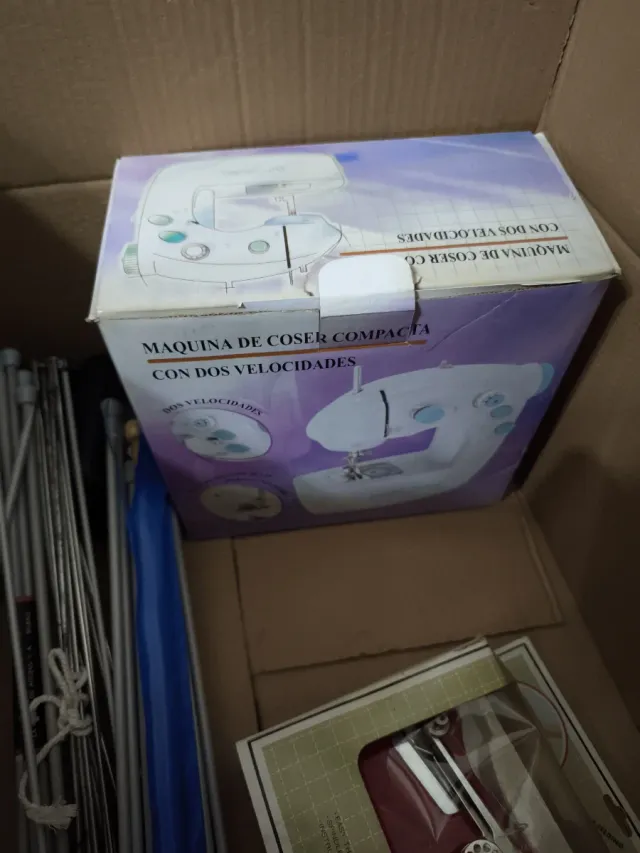 MAQUINA DE COSER CO
CON DOS VELOCIDADES
MAQUINA DE COSER COMPACTA
CON DOS VELOCIDADES
DOS VELOCIDADES